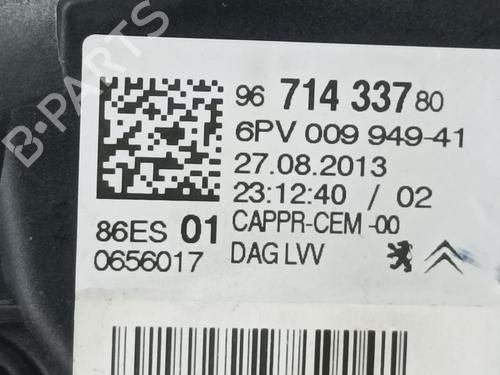 B-Parts
96 714 337 80
6PV 009 949-41
27.08.2013
23:12:40 / 02
86ES 01 CAPPR-CEM -00
0656017 DAG LVV